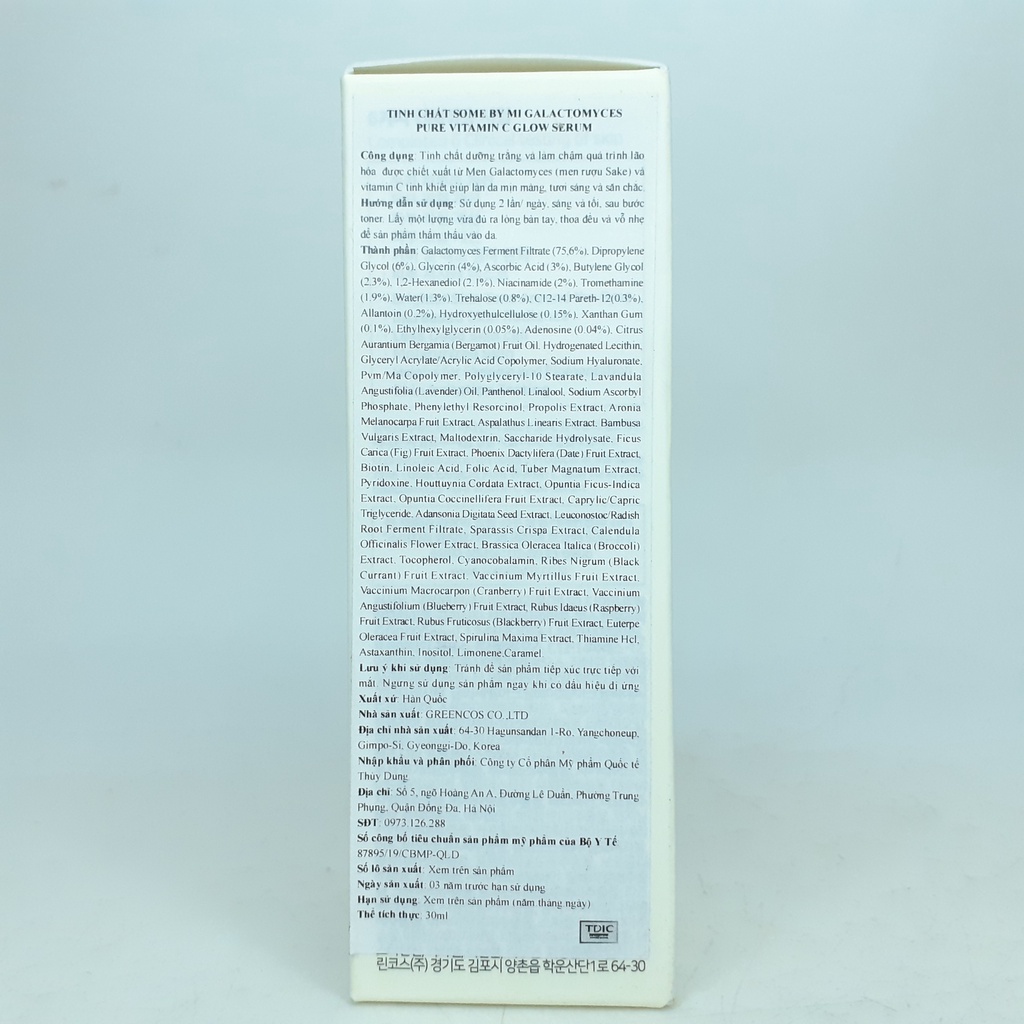 TINH CHẤT SOME BY MI GALACTOMYCES
PURE VITAMIN C GLOW SERUM
Công dụng: Tinh chất dưỡng trắng và làm chậm quá trình lão
hóa được chiết xuất từ Men Galactomyces (men rượu Sake) và
vitamin C tinh khiết giúp làn da mịn màng, tươi sáng và săn chắc.
Hướng dẫn sử dụng: Sử dụng 2 lần/ ngày, sáng và tối, sau bước
toner. Lấy một lượng vừa đủ ra lòng bàn tay, thoa đều và vỗ nhẹ
để sản phẩm thẩm thấu vào da.
Thành phần: Galactomyces Ferment Filtrate (75,6%), Dipropylene
Glycol (6%), Glycerin (4%), Ascorbic Acid (3%), Butylene Glycol
(2.3%), 1,2-Hexanediol (2.1%), Niacinamide (2%), Tromethamine
(1.9%), Water(1.3%), Trehalose (0.8%), C12-14 Pareth-12(0.3%),
Allantoin (0.2%), Hydroxyethulcellulose (0.15%), Xanthan Gum
(0.1%), Ethylhexylglycerin (0.05%), Adenosine (0.04%), Citrus
Aurantium Bergamia (Bergamot) Fruit Oil, Hydrogenated Lecithin,
Glyceryl Acrylate/Acrylic Acid Copolymer, Sodium Hyaluronate,
Pvm/Ma Copolymer, Polyglyceryl-10 Stearate, Lavandula
Angustifolia (Lavender) Oil, Panthenol, Linalool, Sodium Ascorbyl
Phosphate, Phenylethyl Resorcinol, Propolis Extract, Aronia
Melanocarpa Fruit Extract, Aspalathus Linearis Extract, Bambusa
Vulgaris Extract, Maltodextrin, Saccharide Hydrolysate, Ficus
Carica (Fig) Fruit Extract, Phoenix Dactylifera (Date) Fruit Extract,
Biotin, Linoleic Acid, Folic Acid, Tuber Magnatum Extract,
Pyridoxine, Houttuynia Cordata Extract, Opuntia Ficus-Indica
Extract, Opuntia Coccinellifera Fruit Extract, Caprylic/Capric
Triglyceride, Adansonia Digitata Seed Extract, Leuconostoc/Radish
Root Ferment Filtrate, Sparassis Crispa Extract, Calendula
Officinalis Flower Extract, Brassica Oleracea Italica (Broccoli)
Extract, Tocopherol, Cyanocobalamin, Ribes Nigrum (Black
Currant) Fruit Extract, Vaccinium Myrtillus Fruit Extract,
Vaccinium Macrocarpon (Cranberry) Fruit Extract, Vaccinium
Angustifolium (Blueberry) Fruit Extract, Rubus Idaeus (Raspberry)
Fruit Extract, Rubus Fruticosus (Blackberry) Fruit Extract, Euterpe
Oleracea Fruit Extract, Spirulina Maxima Extract, Thiamine Hcl,
Astaxanthin, Inositol, Limonene,Caramel.
Lưu ý khi sử dụng: Tránh để sản phẩm tiếp xúc trực tiếp với
mắt. Ngưng sử dụng sản phẩm ngay khi có dấu hiệu dị ứng
Xuất xứ: Hàn Quốc
Nhà sản xuất: GREENCOS CO.,LTD
Địa chỉ nhà sản xuất: 64-30 Hagunsandan 1-Ro, Yangchoneup,
Gimpo-Si, Gyeonggi-Do, Korea
Nhập khẩu và phân phối: Công ty Cổ phần Mỹ phẩm Quốc tế
Thùy Dung
Địa chỉ: Số 5, ngõ Hoàng An A, Đường Lê Duẩn, Phường Trung
Phụng, Quận Đống Đa, Hà Nội
SĐT: 0973.126.288
Số công bố tiêu chuẩn sản phẩm mỹ phẩm của Bộ Y Tế:
87895/19/CBMP-QLD
Số lô sản xuất: Xem trên sản phẩm
Ngày sản xuất: 03 năm trước hạn sử dụng
Hạn sử dụng: Xem trên sản phẩm (năm tháng ngày)
Thể tích thực: 30ml
TDIC
린코스(주) 경기도 김포시 양촌읍 학운산단1로 64-30